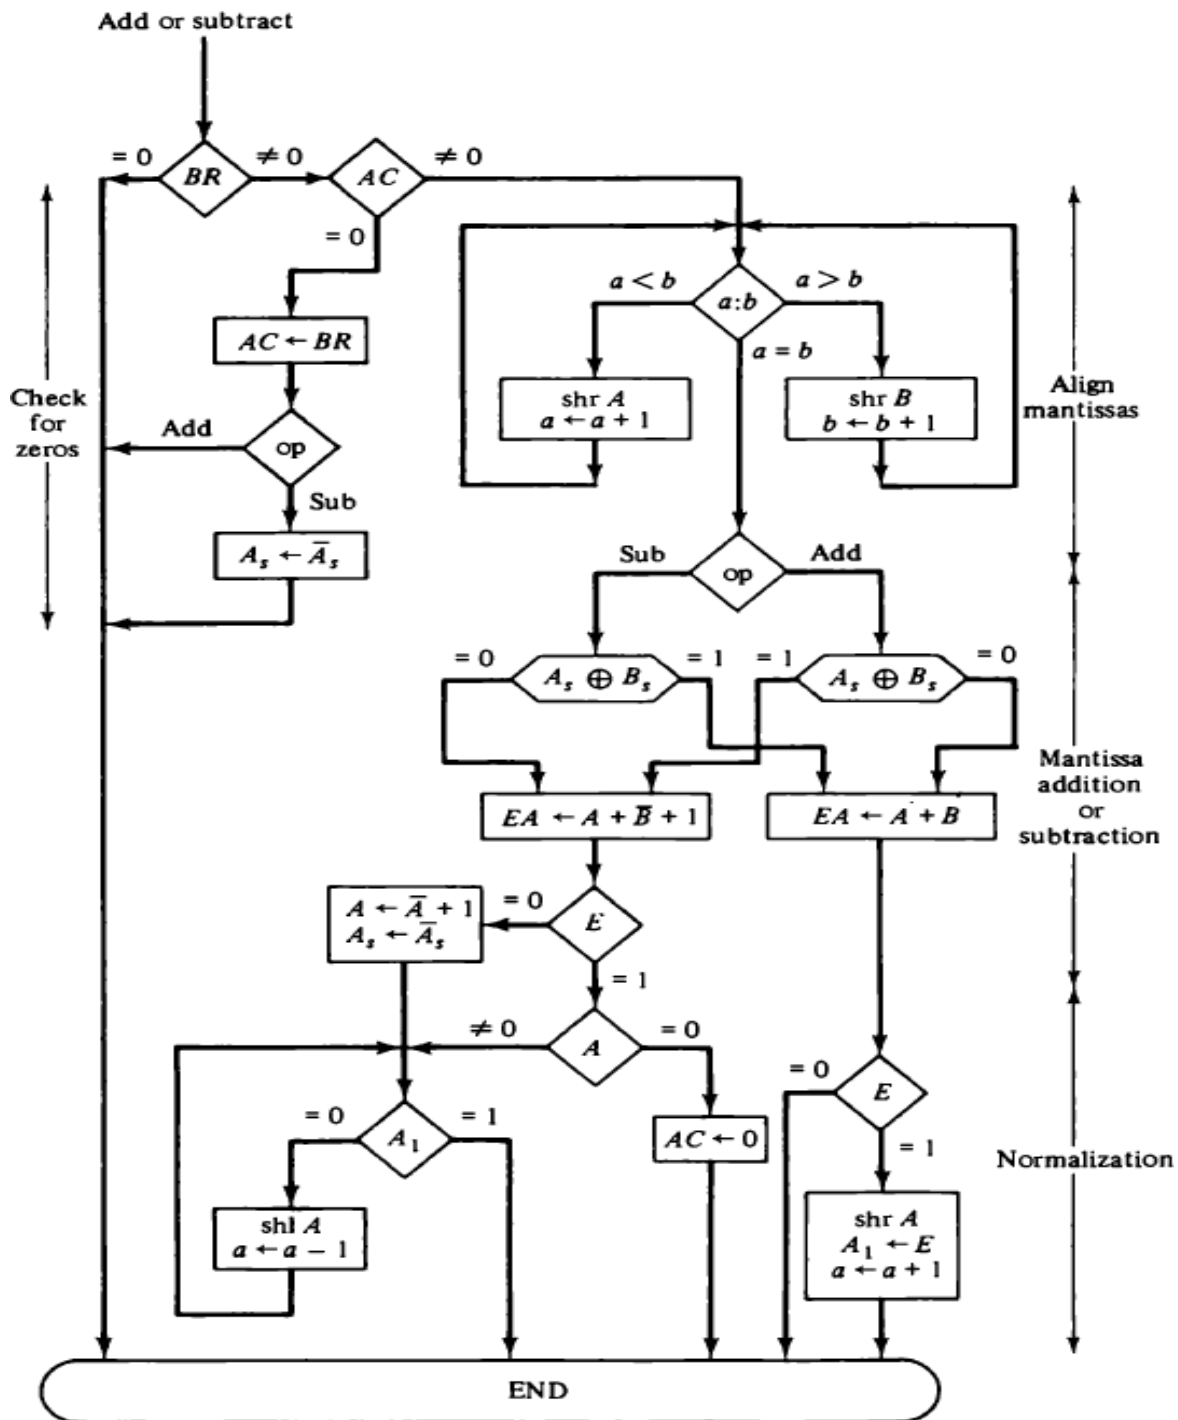 Add or subtract
= 0
BR
≠ 0
AC
≠ 0
= 0
AC ← BR
Check
for
zeros
Add
op
Sub
A_s ← A̅_s
a < b
a:b
a > b
a = b
shr A
a ← a + 1
shr B
b ← b + 1
Align
mantissas
Sub
op
Add
= 0
A_s ⊕ B_s
= 1
= 1
A_s ⊕ B_s
= 0
EA ← A + B̅ + 1
EA ← A + B
Mantissa
addition
or
subtraction
A ← A̅ + 1
A_s ← A̅_s
= 0
E
= 1
≠ 0
A
= 0
= 0
E
= 1
= 0
A_1
= 1
AC ← 0
Normalization
shl A
a ← a − 1
shr A
A_1 ← E
a ← a + 1
END